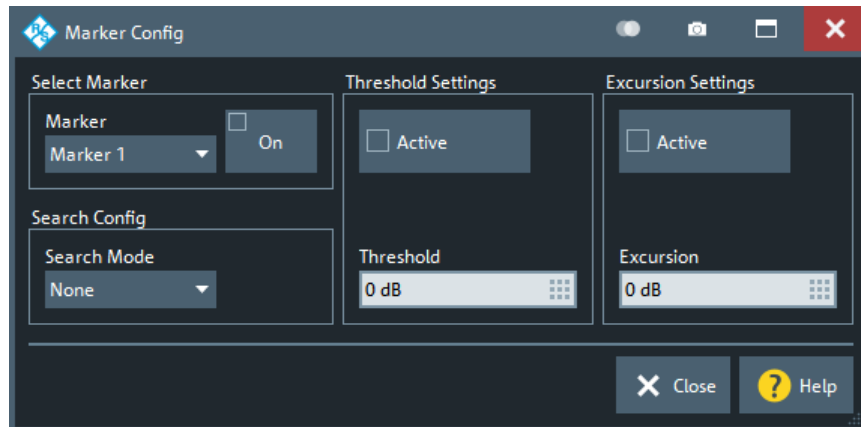 R S Marker Config
Select Marker
Threshold Settings
Excursion Settings
Marker
Marker 1
On
Active
Active
Search Config
Search Mode
None
Threshold
0 dB
Excursion
0 dB
Close
? Help